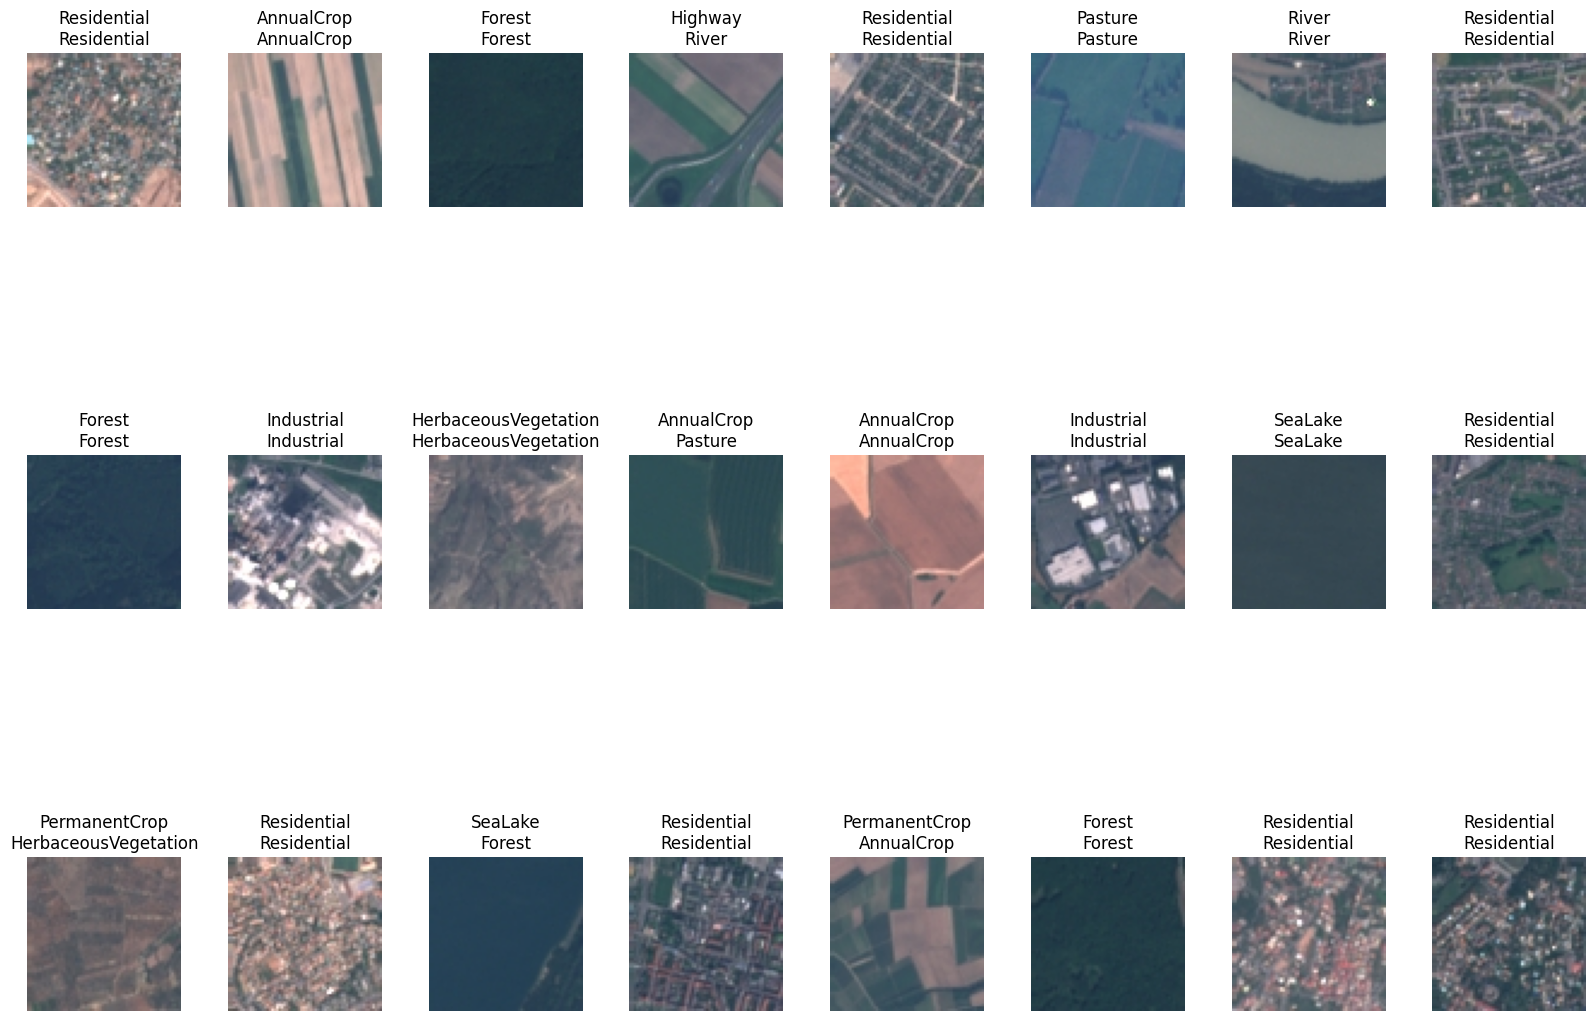 Residential
Residential
AnnualCrop
AnnualCrop
Forest
Forest
Highway
River
Residential
Residential
Pasture
Pasture
River
River
Residential
Residential
Forest
Forest
Industrial
Industrial
HerbaceousVegetation
HerbaceousVegetation
AnnualCrop
Pasture
AnnualCrop
AnnualCrop
Industrial
Industrial
SeaLake
SeaLake
Residential
Residential
PermanentCrop
HerbaceousVegetation
Residential
Residential
SeaLake
Forest
Residential
Residential
PermanentCrop
AnnualCrop
Forest
Forest
Residential
Residential
Residential
Residential